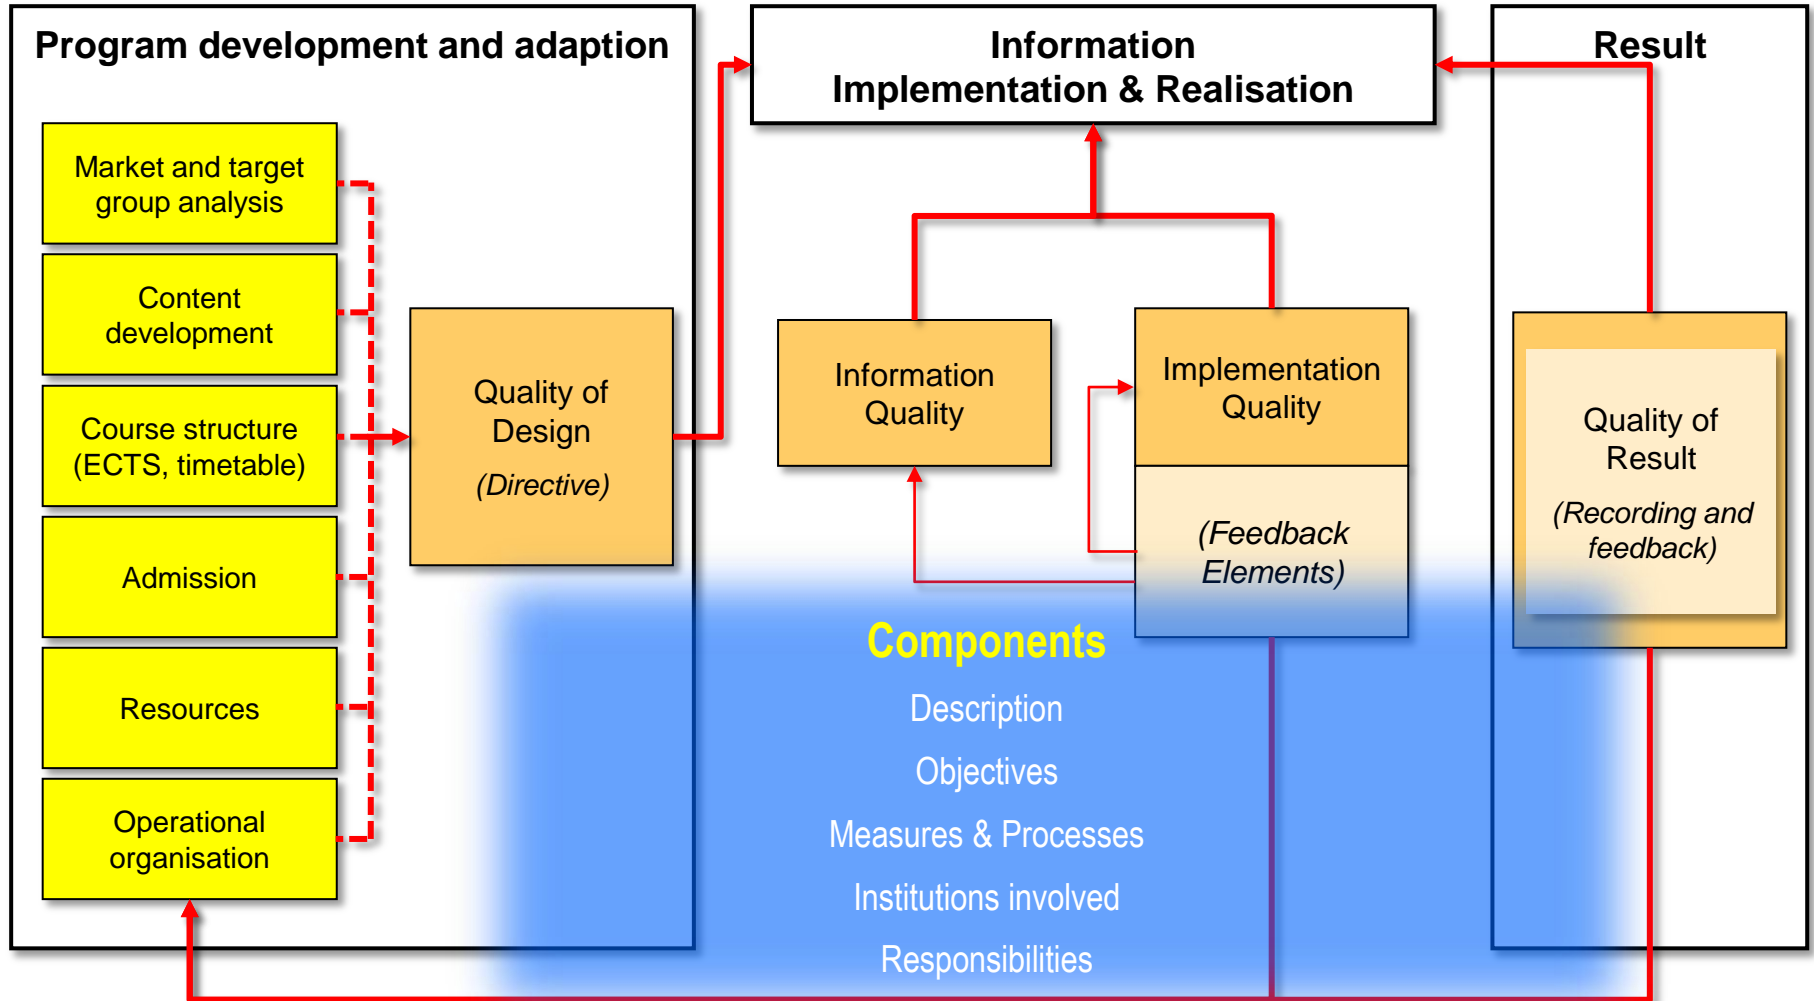 Program development and adaption
Market and target
group analysis
Content
development
Course structure
(ECTS, timetable)
Admission
Resources
Operational
organisation
Quality of
Design
(Directive)
Information
Implementation & Realisation
Information
Quality
Implementation
Quality
(Feedback
Elements)
Result
Quality of
Result
(Recording and
feedback)
Components
Description
Objectives
Measures & Processes
Institutions involved
Responsibilities